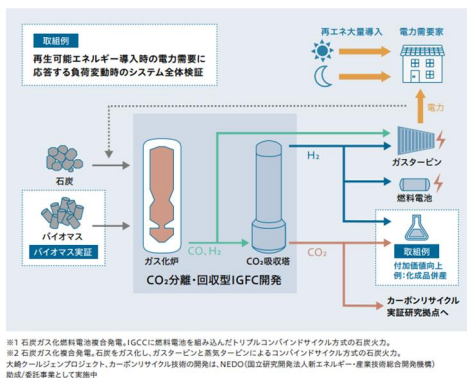 取組例
再生可能エネルギー導入時の電力需要に
応答する負荷変動時のシステム全体検証
再エネ大量導入
電力需要家
電力
石炭
バイオマス
バイオマス実証
ガス化炉
CO、H₂
CO₂吸収塔
CO₂分離・回収型IGFC開発
H₂
CO₂
ガスタービン
燃料電池
取組例
付加価値向上
例:化成品併産
カーボンリサイクル
実証研究拠点へ
※1 石炭ガス化燃料電池複合発電。IGCCに燃料電池を組み込んだトリプルコンバインドサイクル方式の石炭火力。
※2 石炭ガス化複合発電。石炭をガス化し、ガスタービンと蒸気タービンによるコンバインドサイクル方式の石炭火力。
大崎クールジェンプロジェクト、カーボンリサイクル技術の開発は、NEDO(国立研究開発法人新エネルギー・産業技術総合開発機構)
助成/委託事業として実施中